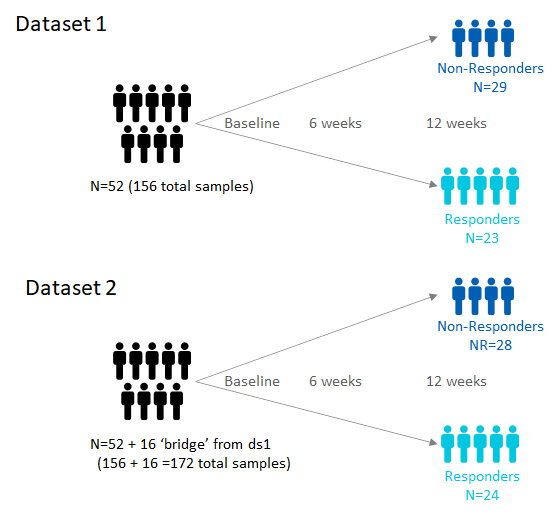 Dataset 1
Non-Responders
N=29
Baseline 6 weeks 12 weeks
N=52 (156 total samples)
Responders
N=23
Dataset 2
Non-Responders
NR=28
Baseline 6 weeks 12 weeks
N=52 + 16 ‘bridge’ from ds1
(156 + 16 =172 total samples)
Responders
N=24